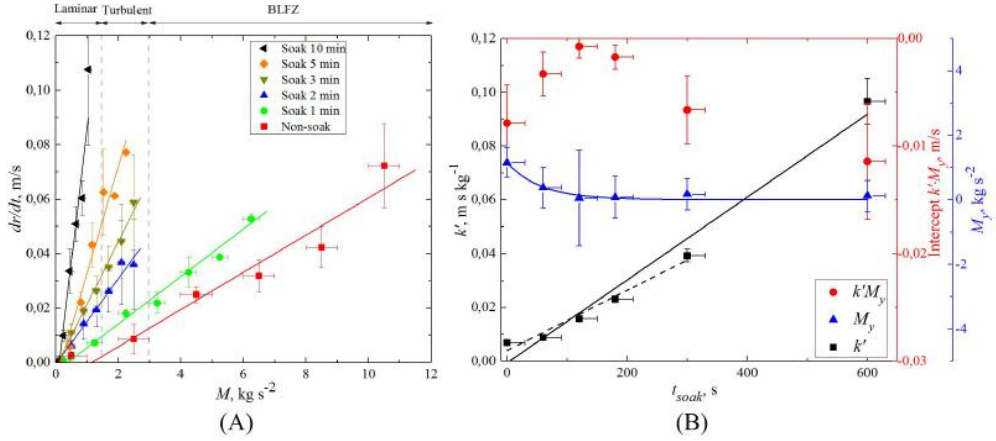 Laminar Turbulent BLFZ
0,12
0,10
0,08
0,06
0,04
0,02
0,00
dr/dt, m/s
Soak 10 min
Soak 5 min
Soak 3 min
Soak 2 min
Soak 1 min
Non-soak
0 2 4 6 8 10 12
M, kg s⁻²
(A)
0,12
0,10
0,08
0,06
0,04
0,02
0,00
k', m s kg⁻¹
0,00
-0,01
-0,02
-0,03
Intercept k'·My, m/s
4
2
0
-2
-4
My, kg s⁻²
k'My
My
k'
0 200 400 600 800
tsoak, s
(B)